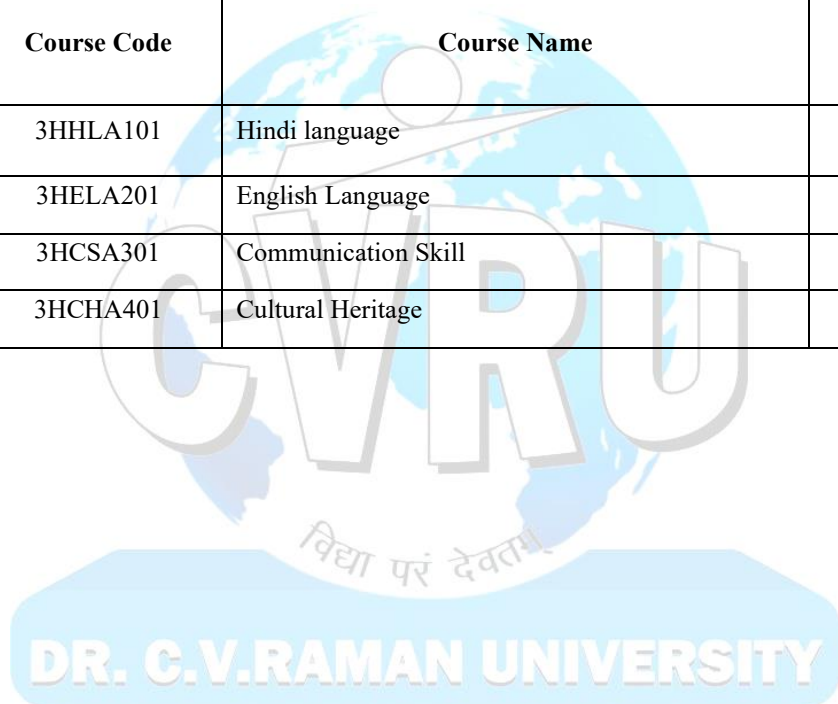 Course Code Course Name
3HHLA101 Hindi language
3HELA201 English Language
3HCSA301 Communication Skill
3HCHA401 Cultural Heritage
CVRU
विद्या परं देवतम्
DR. C.V.RAMAN UNIVERSITY